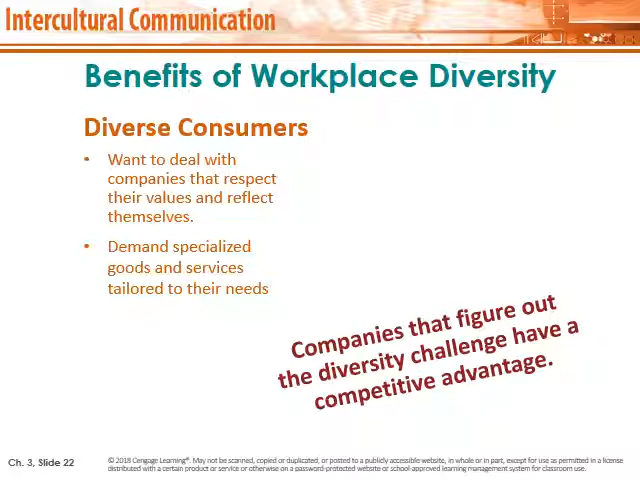 Intercultural Communication
Benefits of Workplace Diversity
Diverse Consumers
• Want to deal with
companies that respect
their values and reflect
themselves.
• Demand specialized
goods and services
tailored to their needs
Companies that figure out
the diversity challenge have a
competitive advantage.
Ch. 3, Slide 22
© 2018 Cengage Learning®. May not be scanned, copied or duplicated, or posted to a publicly accessible website, in whole or in part, except for use as permitted in a license
distributed with a certain product or service or otherwise on a password-protected website or school-approved learning management system for classroom use.